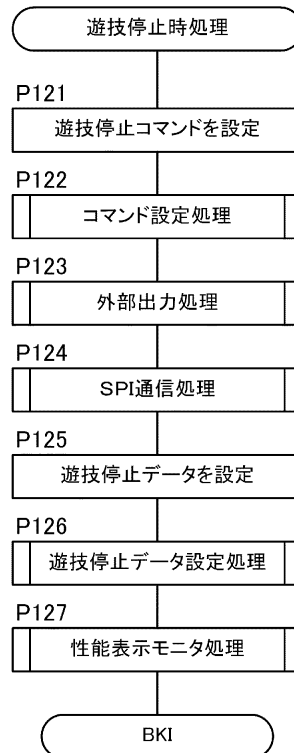 遊技停止時処理
P121
遊技停止コマンドを設定
P122
コマンド設定処理
P123
外部出力処理
P124
SPI通信処理
P125
遊技停止データを設定
P126
遊技停止データ設定処理
P127
性能表示モニタ処理
BKI